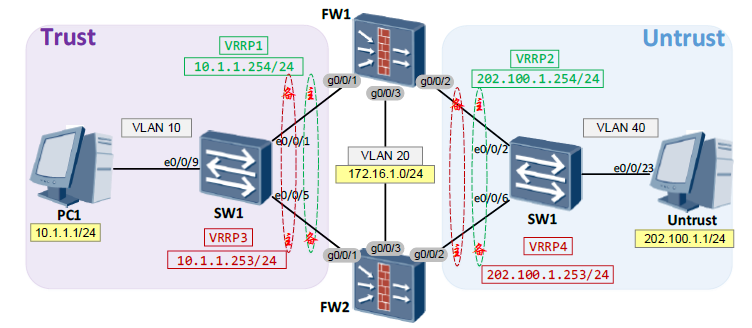 FW1
Trust
Untrust
VRRP1
10.1.1.254/24
VRRP2
202.100.1.254/24
g0/0/1
g0/0/2
g0/0/3
备
主
备
主
VLAN 10
VLAN 20
172.16.1.0/24
VLAN 40
e0/0/9
e0/0/1
e0/0/2
e0/0/23
e0/0/5
e0/0/6
PC1
10.1.1.1/24
SW1
SW1
Untrust
202.100.1.1/24
VRRP3
10.1.1.253/24
主
备
主
备
VRRP4
202.100.1.253/24
g0/0/3
g0/0/1
g0/0/2
FW2